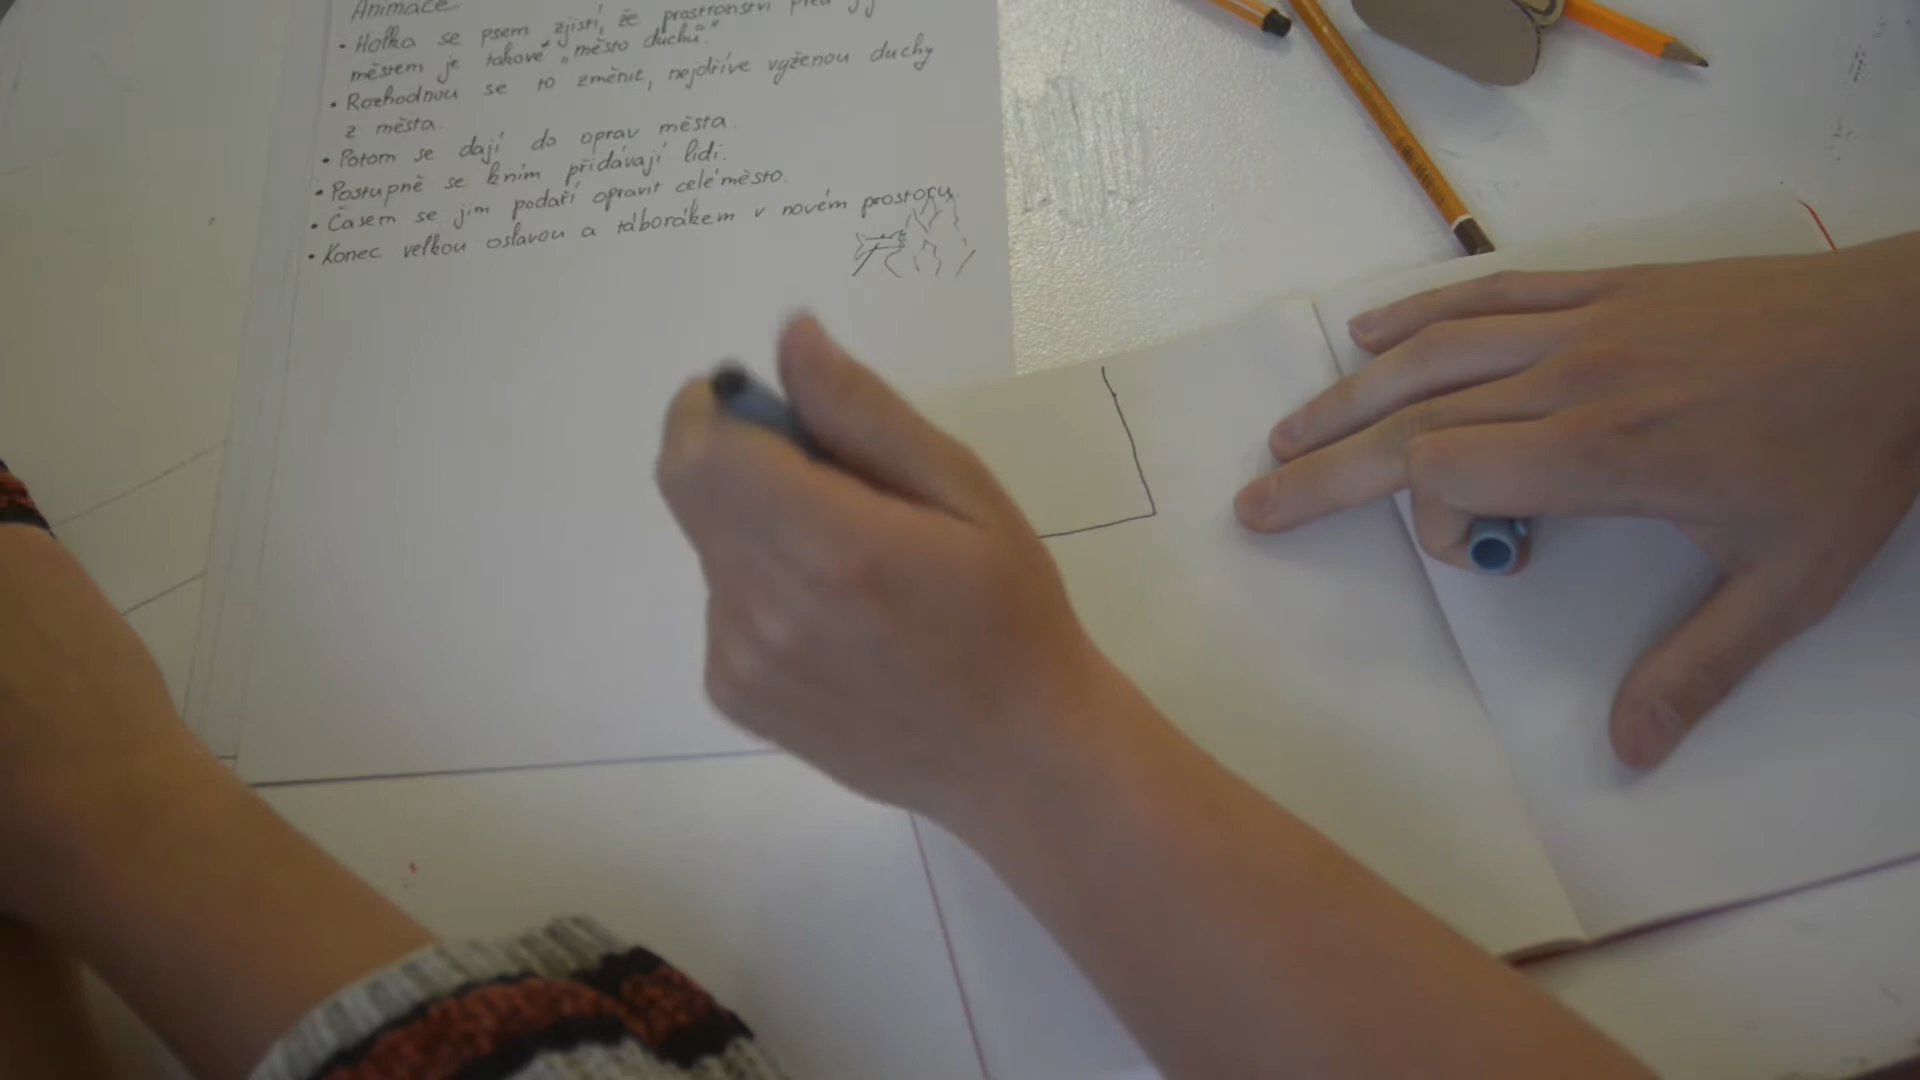 Animace
• Holka se psem zjistí, že prostranství před
městem je takové „město duchů“.
• Rozhodnou se to změnit, nejdříve vyženou duchy
z města.
• Potom se dají do oprav města.
• Postupně se k ním přidávají lidi.
• Časem se jim podaří opravit celé město.
• Konec velkou oslavou a táborákem v novém prostoru.